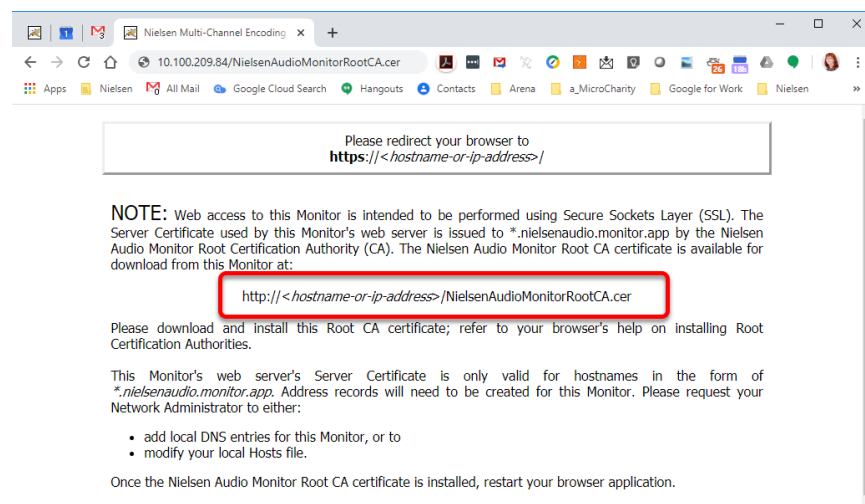 Nielsen Multi-Channel Encoding
10.100.209.84/NielsenAudioMonitorRootCA.cer
Apps Nielsen All Mail Google Cloud Search Hangouts Contacts Arena a_MicroCharity Google for Work Nielsen »
Please redirect your browser to
https://<hostname-or-ip-address>/
NOTE: Web access to this Monitor is intended to be performed using Secure Sockets Layer (SSL). The
Server Certificate used by this Monitor's web server is issued to *.nielsenaudio.monitor.app by the Nielsen
Audio Monitor Root Certification Authority (CA). The Nielsen Audio Monitor Root CA certificate is available for
download from this Monitor at:
http://<hostname-or-ip-address>/NielsenAudioMonitorRootCA.cer
Please download and install this Root CA certificate; refer to your browser's help on installing Root
Certification Authorities.
This Monitor's web server's Server Certificate is only valid for hostnames in the form of
*.nielsenaudio.monitor.app. Address records will need to be created for this Monitor. Please request your
Network Administrator to either:
• add local DNS entries for this Monitor, or to
• modify your local Hosts file.
Once the Nielsen Audio Monitor Root CA certificate is installed, restart your browser application.